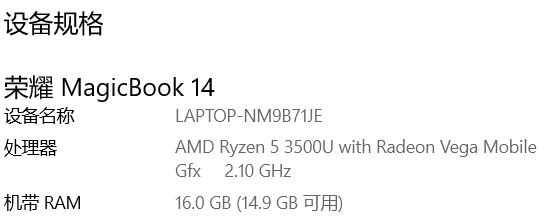 设备规格
荣耀 MagicBook 14
设备名称 LAPTOP-NM9B71JE
处理器 AMD Ryzen 5 3500U with Radeon Vega Mobile
Gfx 2.10 GHz
机带 RAM 16.0 GB (14.9 GB 可用)